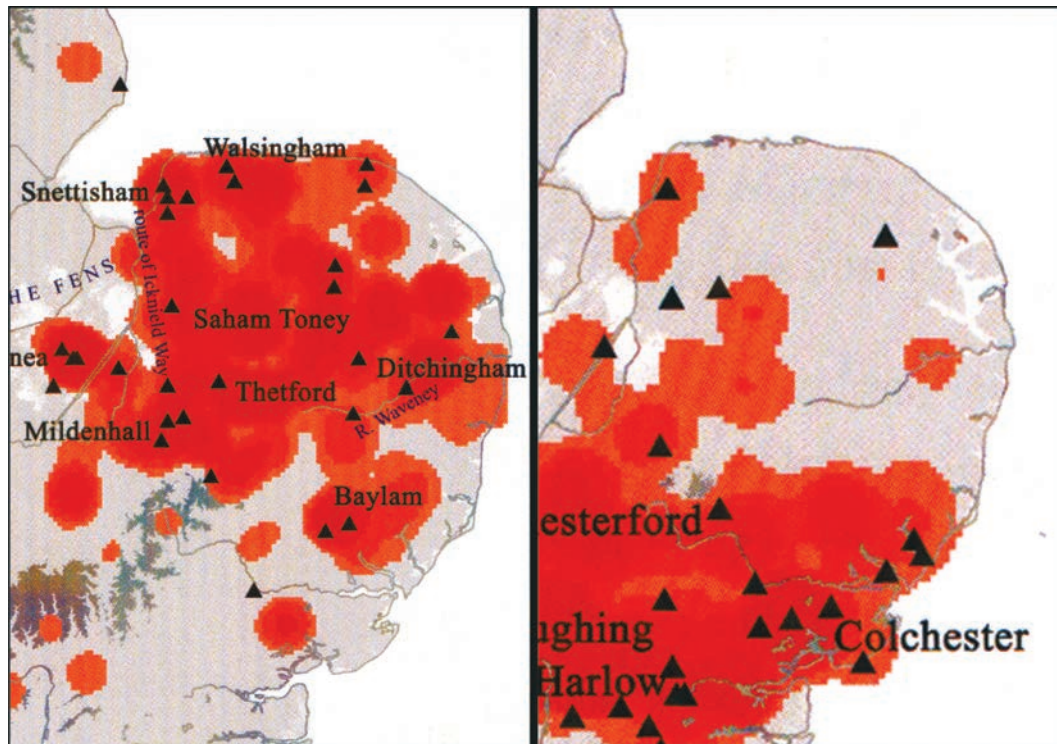 Walsingham
Snettisham
route of Icknield Way
HE FENS
Saham Toney
nea
Ditchingham
Thetford
R. Waveney
Mildenhall
Baylam
esterford
ughing
Colchester
Harlow